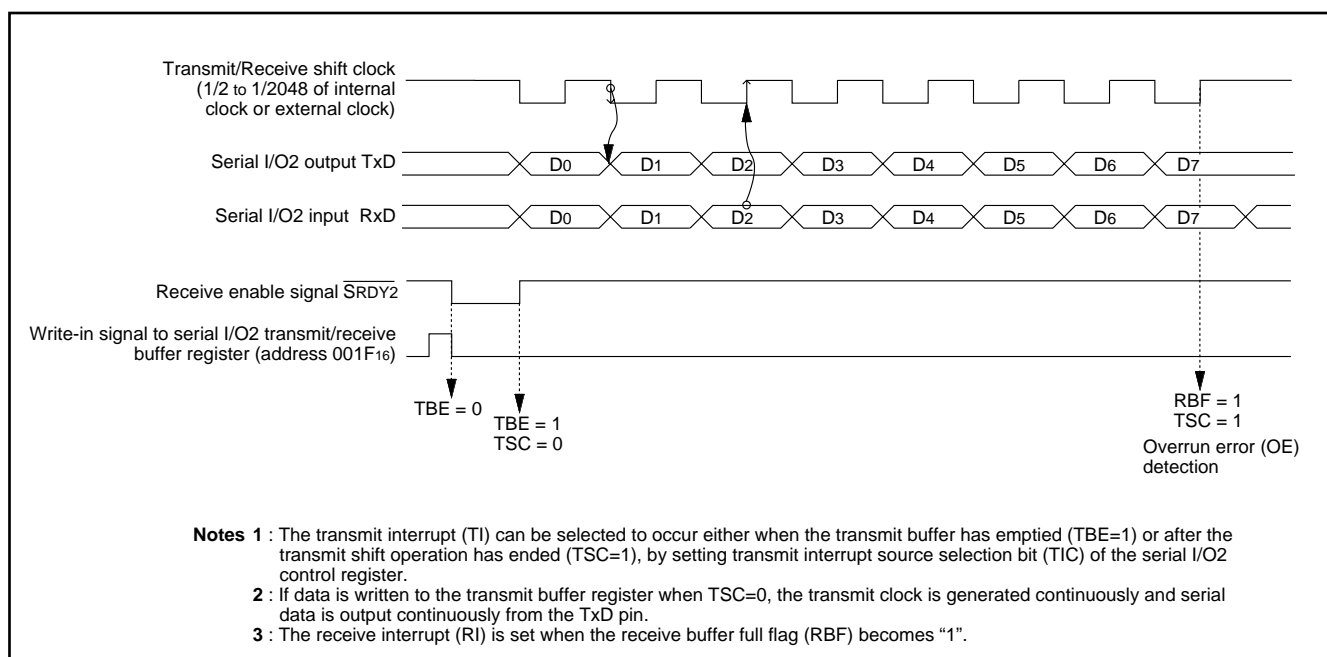 Transmit/Receive shift clock
(1/2 to 1/2048 of internal
clock or external clock)
Serial I/O2 output TxD
D0 D1 D2 D3 D4 D5 D6 D7
Serial I/O2 input RxD
D0 D1 D2 D3 D4 D5 D6 D7
Receive enable signal S̅R̅D̅Y̅2̅
Write-in signal to serial I/O2 transmit/receive
buffer register (address 001F16)
TBE = 0
TBE = 1
TSC = 0
RBF = 1
TSC = 1
Overrun error (OE)
detection
Notes 1 : The transmit interrupt (TI) can be selected to occur either when the transmit buffer has emptied (TBE=1) or after the
transmit shift operation has ended (TSC=1), by setting transmit interrupt source selection bit (TIC) of the serial I/O2
control register.
2 : If data is written to the transmit buffer register when TSC=0, the transmit clock is generated continuously and serial
data is output continuously from the TxD pin.
3 : The receive interrupt (RI) is set when the receive buffer full flag (RBF) becomes “1”.